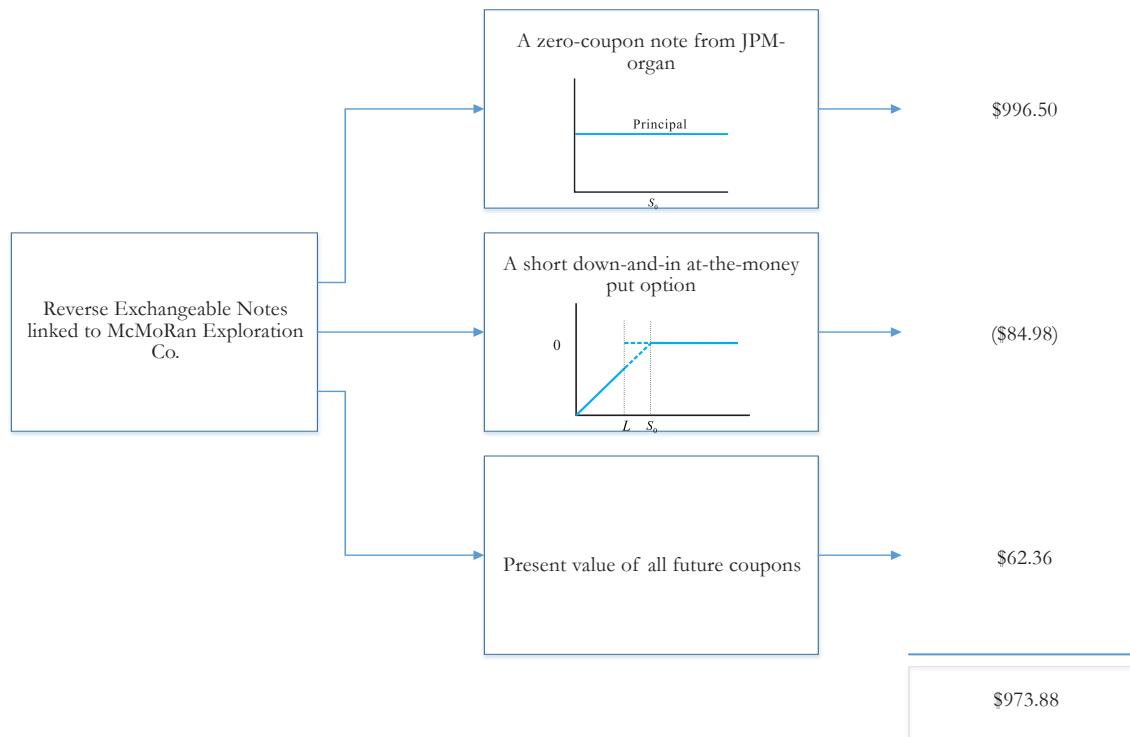 A zero-coupon note from JPM-
organ
Principal
S₀
$996.50
Reverse Exchangeable Notes
linked to McMoRan Exploration
Co.
A short down-and-in at-the-money
put option
0
L S₀
($84.98)
Present value of all future coupons
$62.36
$973.88